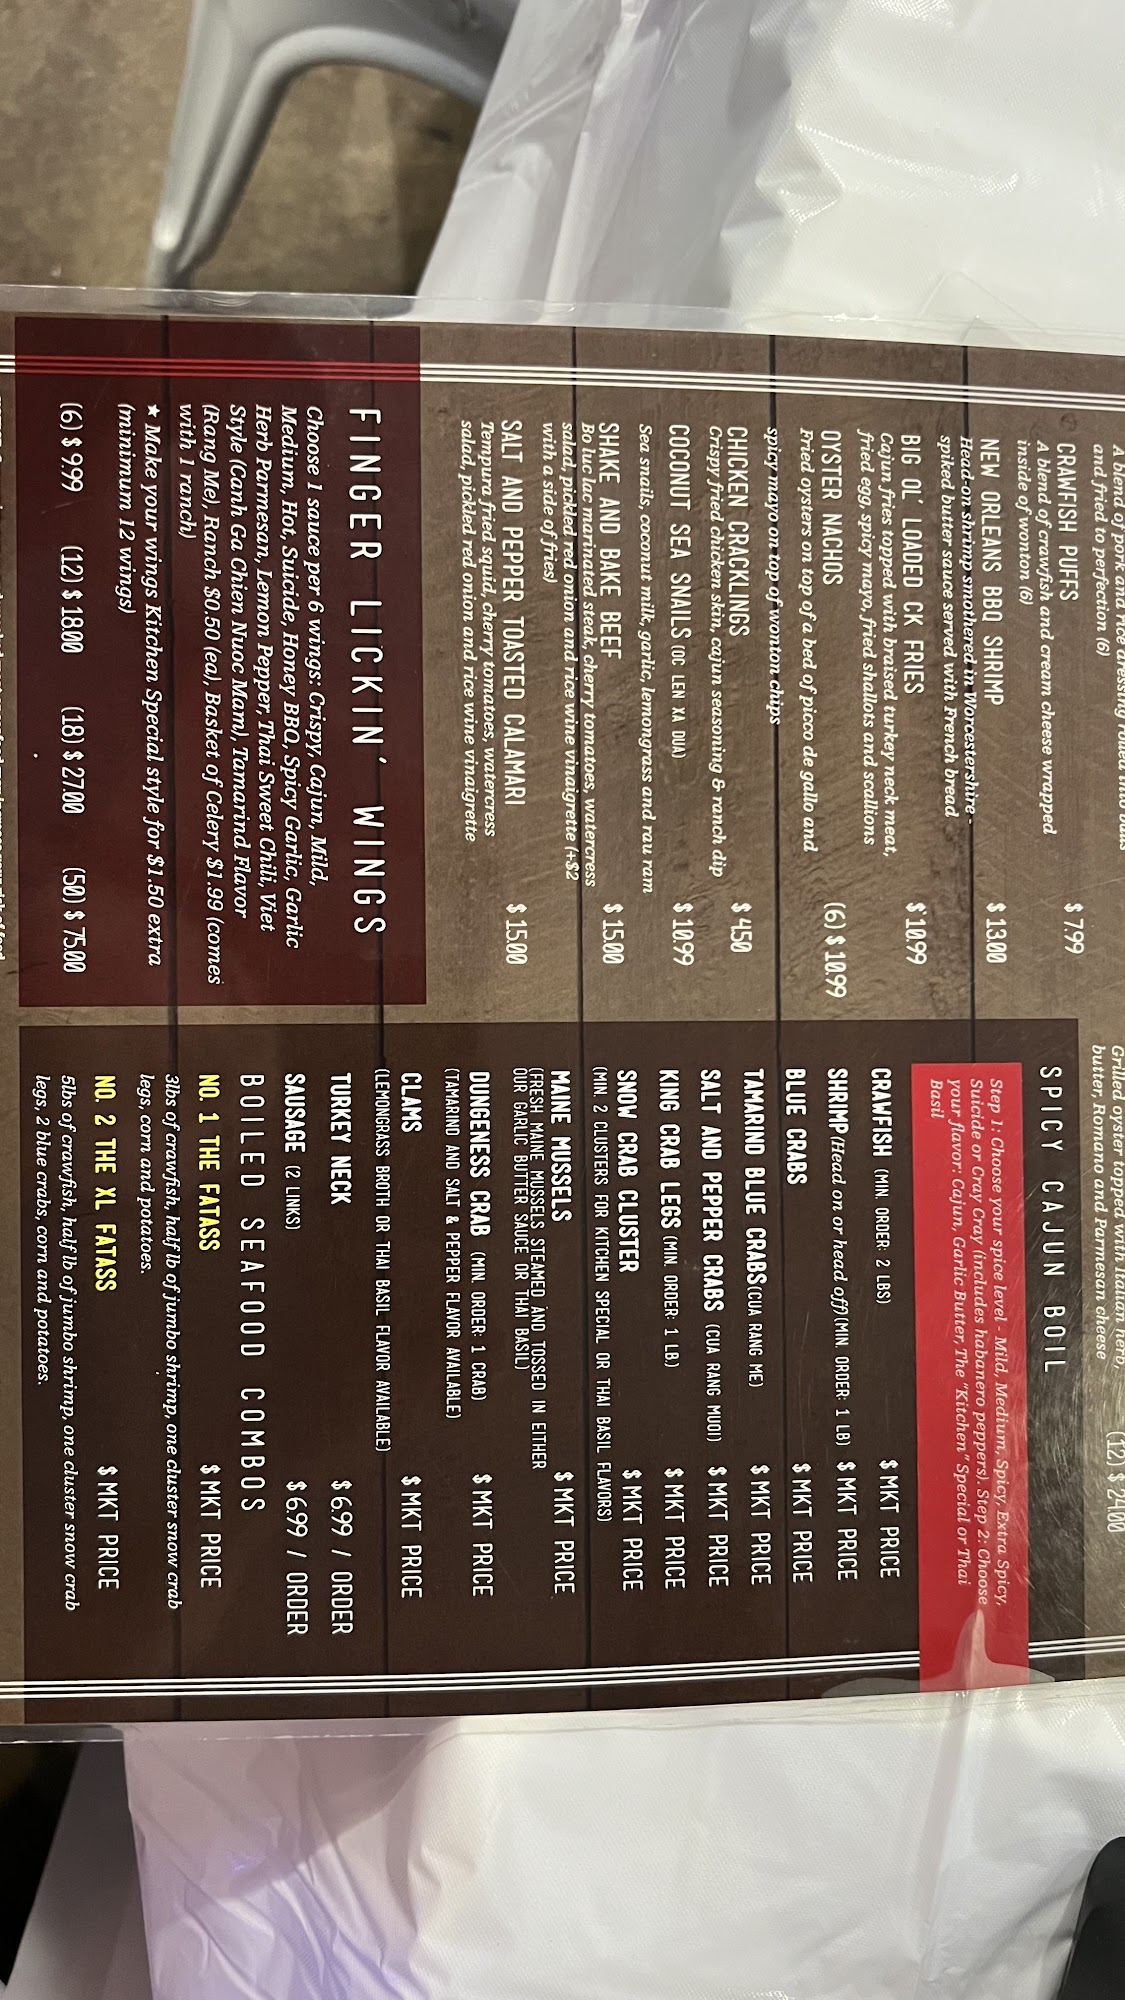 A blend of pork and rice dressing rolled into balls
and fried to perfection (6)
CRAWFISH PUFFS $ 7.99
A blend of crawfish and cream cheese wrapped
inside of wonton (6)
NEW ORLEANS BBQ SHRIMP $ 13.00
Head-on shrimp smothered in Worcestershire-
spiked butter sauce served with French bread
BIG OL' LOADED CK FRIES $ 10.99
Cajun fries topped with braised turkey neck meat,
fried egg, spicy mayo, fried shallots and scallions
OYSTER NACHOS (6) $ 10.99
Fried oysters on top of a bed of picco de gallo and
spicy mayo on top of wonton chips
CHICKEN CRACKLINGS $ 4.50
Crispy fried chicken skin, cajun seasoning & ranch dip
COCONUT SEA SNAILS (OC LEN XA DUA) $ 10.99
Sea snails, coconut milk, garlic, lemongrass and rau ram
SHAKE AND BAKE BEEF $ 15.00
Bo luc lac marinated steak, cherry tomatoes, watercress
salad, pickled red onion and rice wine vinaigrette (+$2
with a side of fries)
SALT AND PEPPER TOASTED CALAMARI $ 15.00
Tempura fried squid, cherry tomatoes, watercress
salad, pickled red onion and rice wine vinaigrette
FINGER LICKIN' WINGS
Choose 1 sauce per 6 wings: Crispy, Cajun, Mild,
Medium, Hot, Suicide, Honey BBQ, Spicy Garlic, Garlic
Herb Parmesan, Lemon Pepper, Thai Sweet Chili, Viet
Style (Canh Ga Chien Nuoc Mam), Tamarind Flavor
(Rang Me), Ranch $0.50 (ea), Basket of Celery $1.99 (comes
with 1 ranch)
★ Make your wings Kitchen Special style for $1.50 extra
(minimum 12 wings)
(6) $ 9.99 (12) $ 18.00 (18) $ 27.00 (50) $ 75.00
Grilled oyster topped with Italian herb, (12) $ 24.00
butter, Romano and Parmesan cheese
SPICY CAJUN BOIL
Step 1: Choose your spice level - Mild, Medium, Spicy, Extra Spicy,
Suicide or Cray Cray (includes habanero peppers). Step 2: Choose
your flavor: Cajun, Garlic Butter, The "Kitchen" Special or Thai
Basil
CRAWFISH (MIN. ORDER: 2 LBS) $ MKT PRICE
SHRIMP (Head on or head off) (MIN. ORDER: 1 LB) $ MKT PRICE
BLUE CRABS $ MKT PRICE
TAMARIND BLUE CRABS (CUA RANG ME) $ MKT PRICE
SALT AND PEPPER CRABS (CUA RANG MUOI) $ MKT PRICE
KING CRAB LEGS (MIN. ORDER: 1 LB.) $ MKT PRICE
SNOW CRAB CLUSTER $ MKT PRICE
(MIN. 2 CLUSTERS FOR KITCHEN SPECIAL OR THAI BASIL FLAVORS)
MAINE MUSSELS $ MKT PRICE
(FRESH MAINE MUSSELS STEAMED AND TOSSED IN EITHER
OUR GARLIC BUTTER SAUCE OR THAI BASIL)
DUNGENESS CRAB (MIN. ORDER: 1 CRAB) $ MKT PRICE
(TAMARIND AND SALT & PEPPER FLAVOR AVAILABLE)
CLAMS $ MKT PRICE
(LEMONGRASS BROTH OR THAI BASIL FLAVOR AVAILABLE)
TURKEY NECK $ 6.99 / ORDER
SAUSAGE (2 LINKS) $ 6.99 / ORDER
BOILED SEAFOOD COMBOS
NO. 1 THE FATASS $ MKT PRICE
3lbs of crawfish, half lb of jumbo shrimp, one cluster snow crab
legs, corn and potatoes.
NO. 2 THE XL FATASS $ MKT PRICE
5lbs of crawfish, half lb of jumbo shrimp, one cluster snow crab
legs, 2 blue crabs, corn and potatoes.